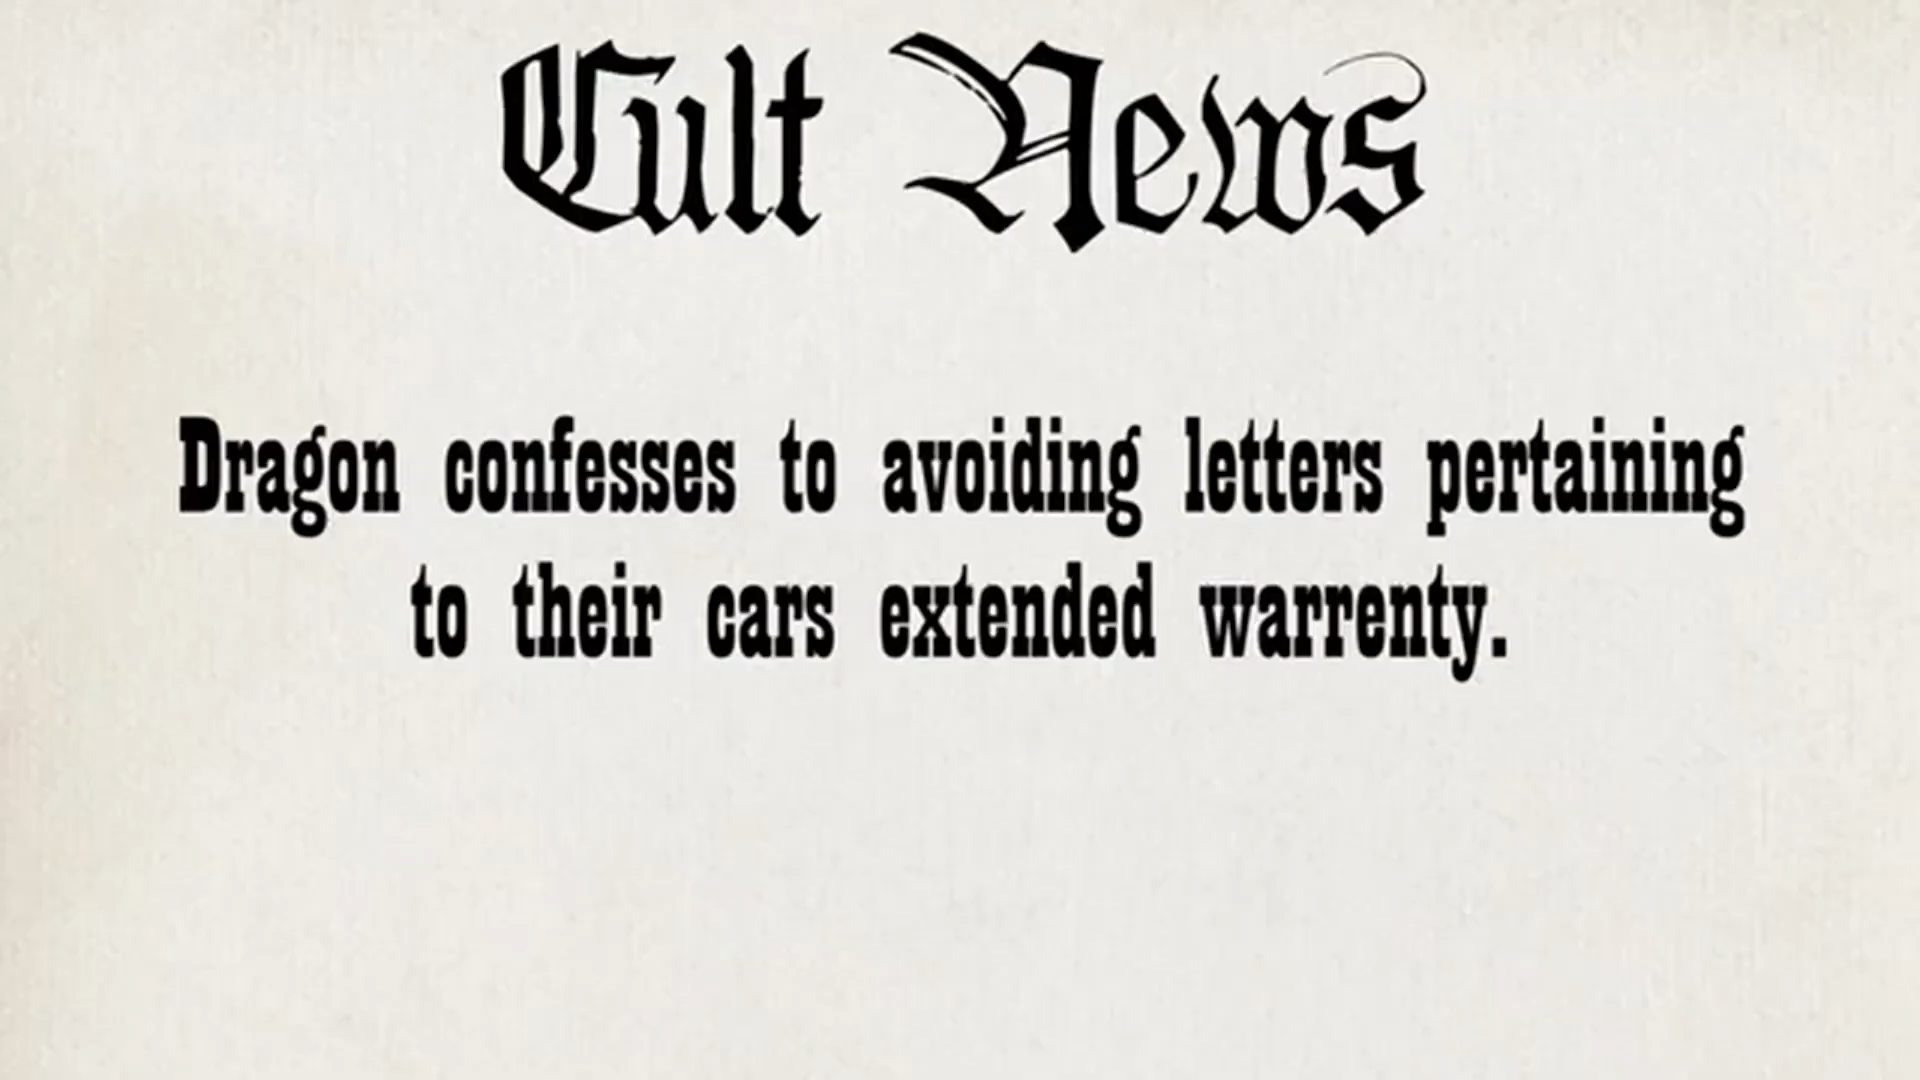 Cult News
Dragon confesses to avoiding letters pertaining
to their cars extended warrenty.